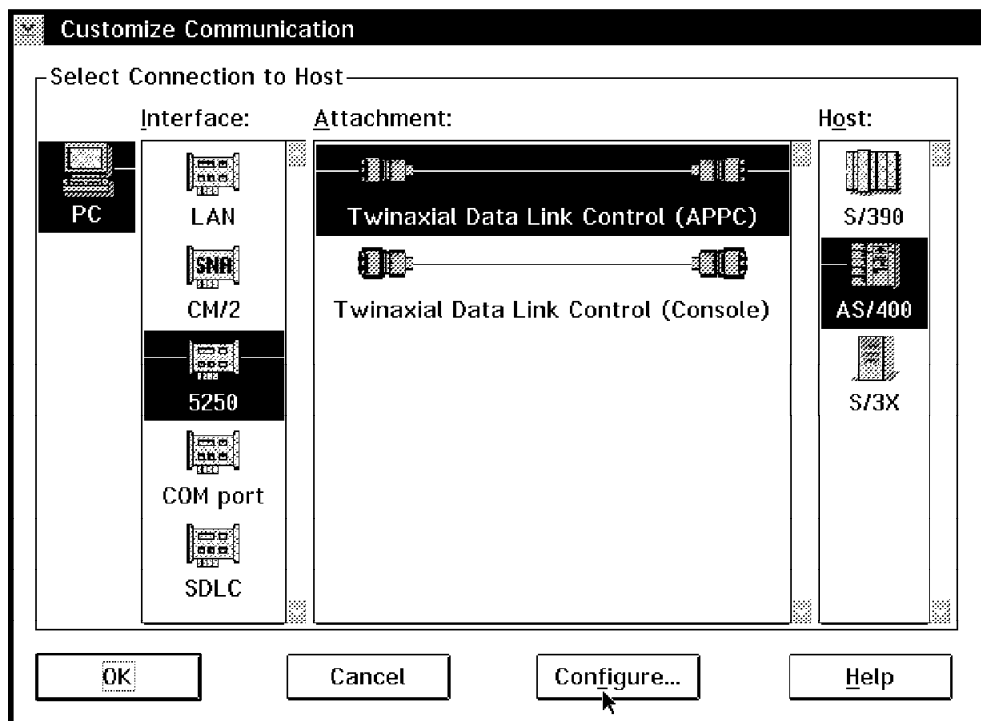 Customize Communication
Select Connection to Host
Interface:
Attachment:
Host:
PC
LAN
Twinaxial Data Link Control (APPC)
S/390
SNA
CM/2
Twinaxial Data Link Control (Console)
AS/400
5250
S/3X
COM port
SDLC
OK
Cancel
Configure...
Help